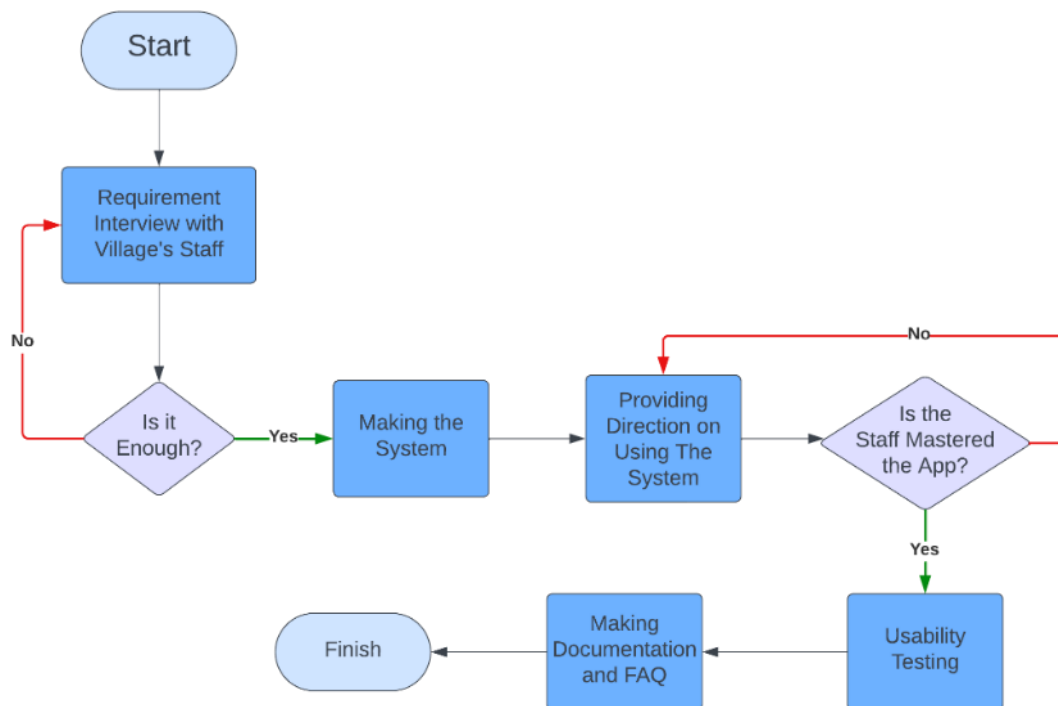 Start
Requirement
Interview with
Village's Staff
No
Is it
Enough?
Yes
Making the
System
Providing
Direction on
Using The
System
No
Is the
Staff Mastered
the App?
Yes
Usability
Testing
Making
Documentation
and FAQ
Finish